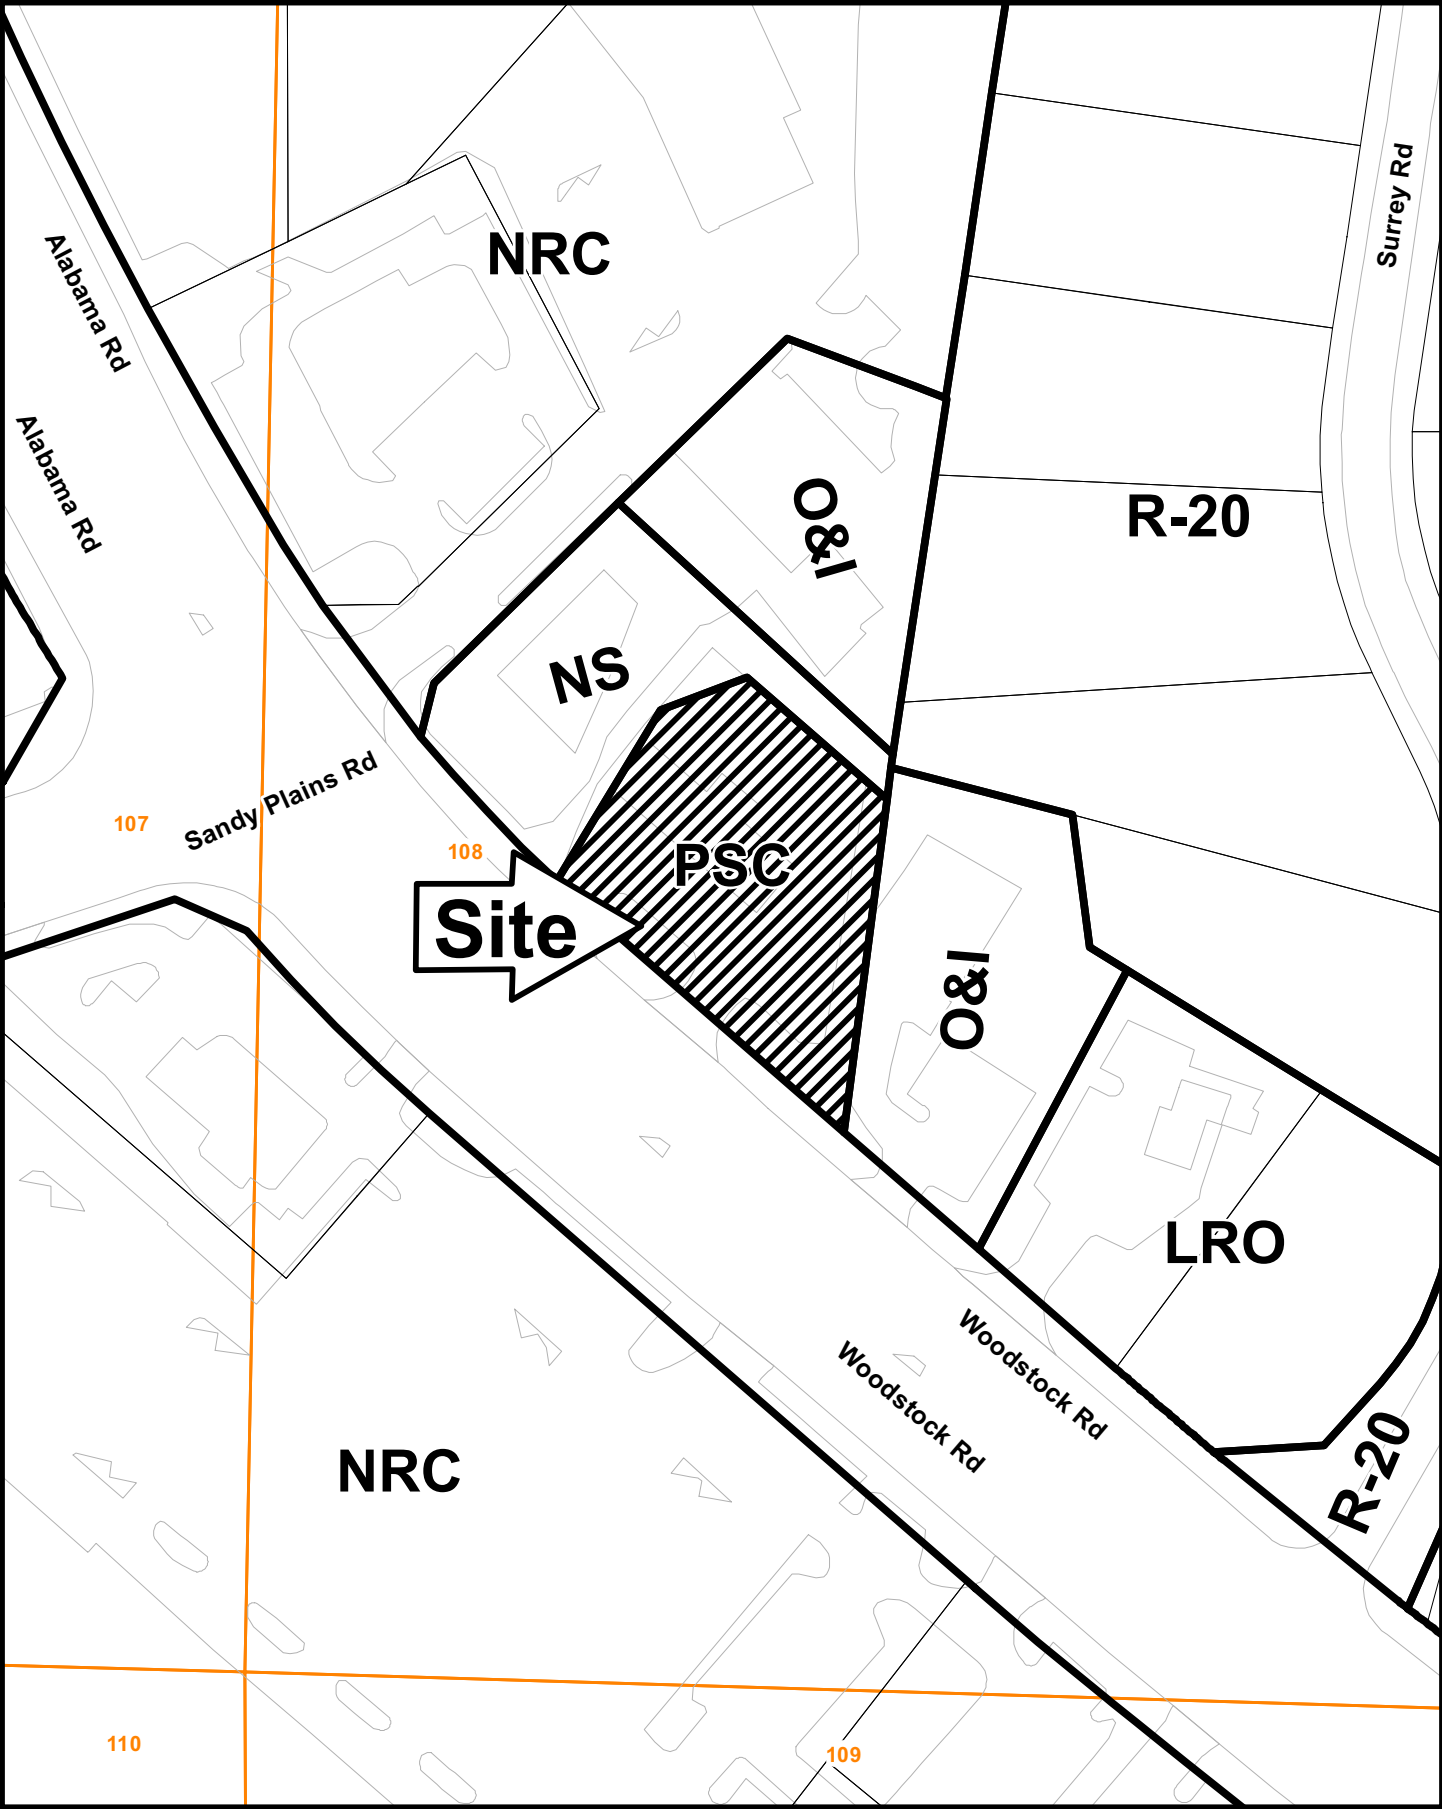 Surrey Rd
NRC
Alabama Rd
Alabama Rd
O&I
R-20
NS
Sandy Plains Rd
107
108
PSC
Site
O&I
LRO
Woodstock Rd
Woodstock Rd
NRC
R-20
110
109